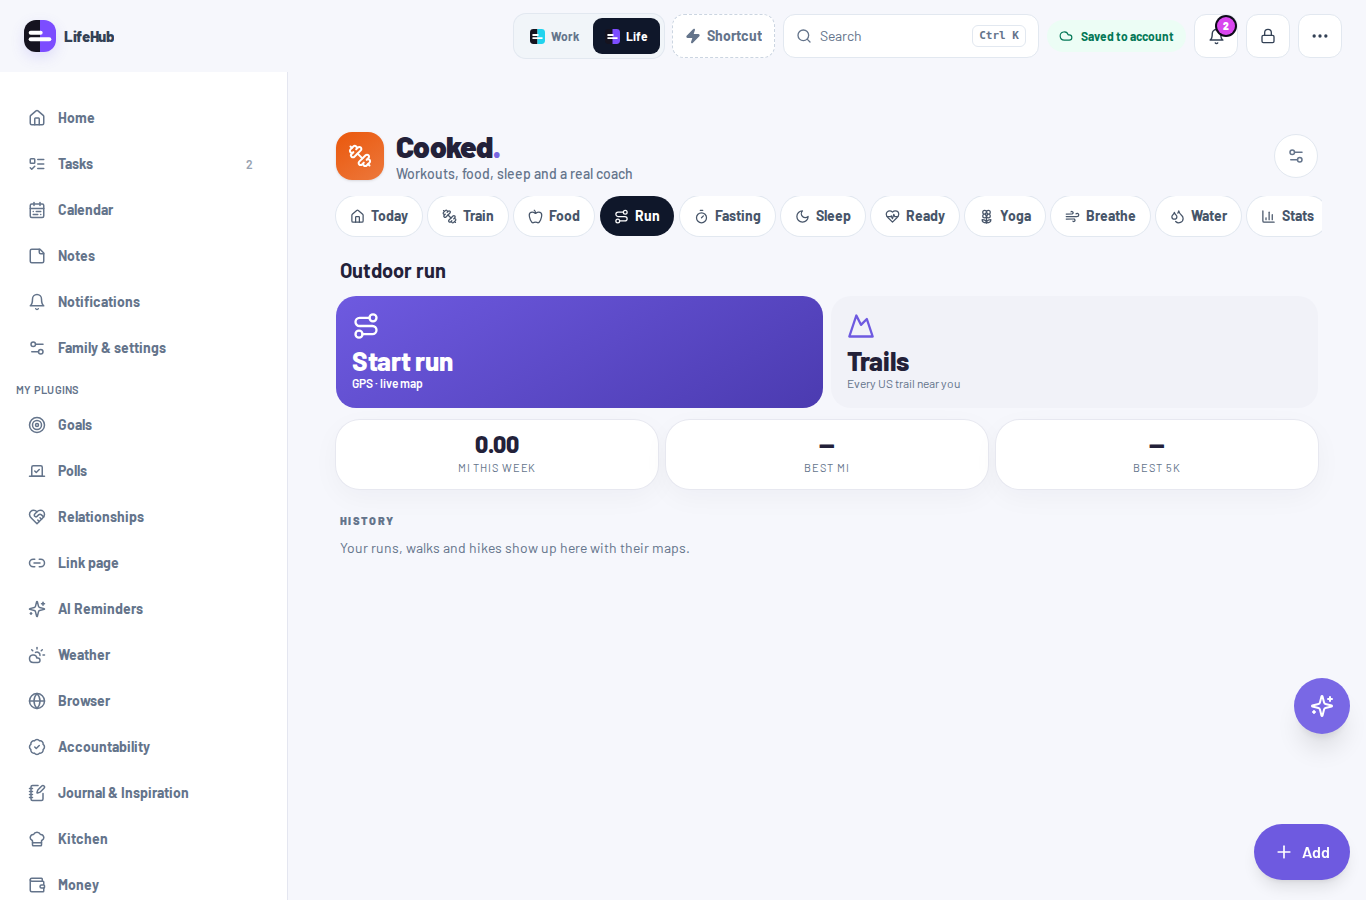 LifeHub
Work
Life
Shortcut
Search
Ctrl K
Saved to account
2
Home
Tasks
2
Calendar
Notes
Notifications
Family & settings
MY PLUGINS
Goals
Polls
Relationships
Link page
AI Reminders
Weather
Browser
Accountability
Journal & Inspiration
Kitchen
Money
Cooked.
Workouts, food, sleep and a real coach
Today
Train
Food
Run
Fasting
Sleep
Ready
Yoga
Breathe
Water
Stats
Outdoor run
Start run
GPS · live map
Trails
Every US trail near you
0.00
MI THIS WEEK
—
BEST MI
—
BEST 5K
HISTORY
Your runs, walks and hikes show up here with their maps.
Add